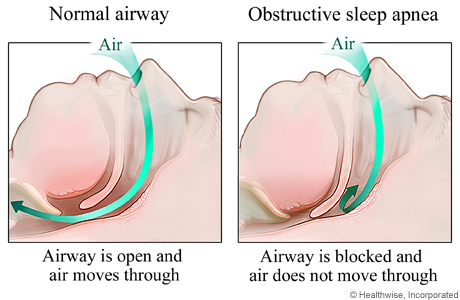 Normal airway
Obstructive sleep apnea
Air
Air
Airway is open and
air moves through
Airway is blocked and
air does not move through
© Healthwise, Incorporated